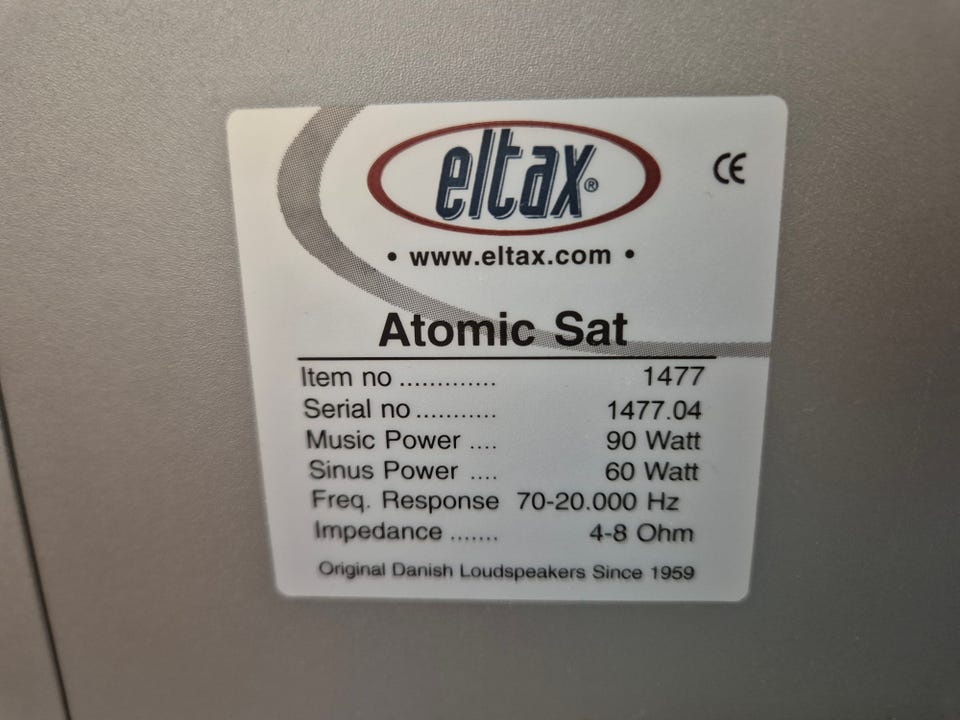 eltax®
CE
• www.eltax.com •
Atomic Sat
Item no ............. 1477
Serial no ........... 1477.04
Music Power .... 90 Watt
Sinus Power .... 60 Watt
Freq. Response 70-20.000 Hz
Impedance ....... 4-8 Ohm
Original Danish Loudspeakers Since 1959